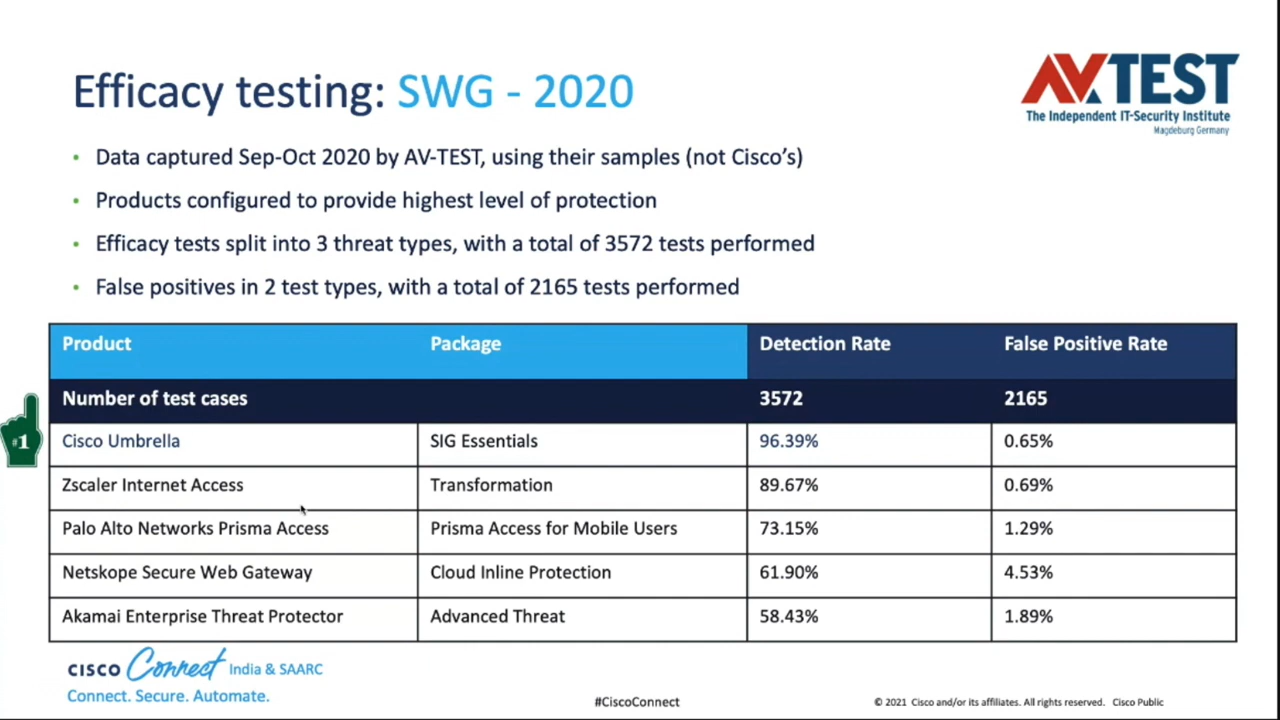 Efficacy testing: SWG - 2020
AVTEST
The Independent IT-Security Institute
Magdeburg Germany
• Data captured Sep-Oct 2020 by AV-TEST, using their samples (not Cisco's)
• Products configured to provide highest level of protection
• Efficacy tests split into 3 threat types, with a total of 3572 tests performed
• False positives in 2 test types, with a total of 2165 tests performed
Product Package Detection Rate False Positive Rate
Number of test cases 3572 2165
#1 Cisco Umbrella SIG Essentials 96.39% 0.65%
Zscaler Internet Access Transformation 89.67% 0.69%
Palo Alto Networks Prisma Access Prisma Access for Mobile Users 73.15% 1.29%
Netskope Secure Web Gateway Cloud Inline Protection 61.90% 4.53%
Akamai Enterprise Threat Protector Advanced Threat 58.43% 1.89%
CISCO Connect India & SAARC
Connect. Secure. Automate.
#CiscoConnect
© 2021 Cisco and/or its affiliates. All rights reserved. Cisco Public